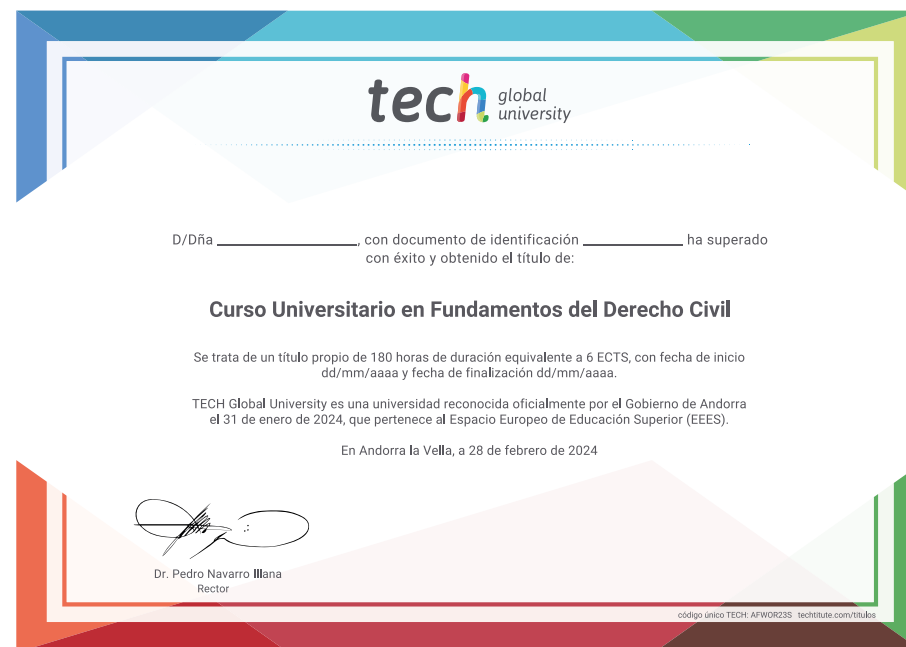 tech global
university
D/Dña ______________, con documento de identificación __________ ha superado
con éxito y obtenido el título de:
Curso Universitario en Fundamentos del Derecho Civil
Se trata de un título propio de 180 horas de duración equivalente a 6 ECTS, con fecha de inicio
dd/mm/aaaa y fecha de finalización dd/mm/aaaa.
TECH Global University es una universidad reconocida oficialmente por el Gobierno de Andorra
el 31 de enero de 2024, que pertenece al Espacio Europeo de Educación Superior (EEES).
En Andorra la Vella, a 28 de febrero de 2024
Dr. Pedro Navarro Illana
Rector
código único TECH: AFWOR23S techtitute.com/titulos